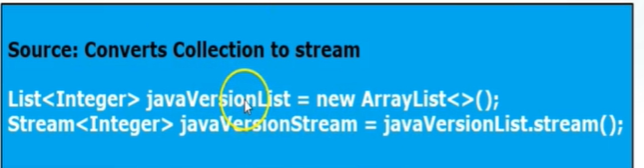 Source: Converts Collection to stream
List<Integer> javaVersionList = new ArrayList<>();
Stream<Integer> javaVersionStream = javaVersionList.stream();